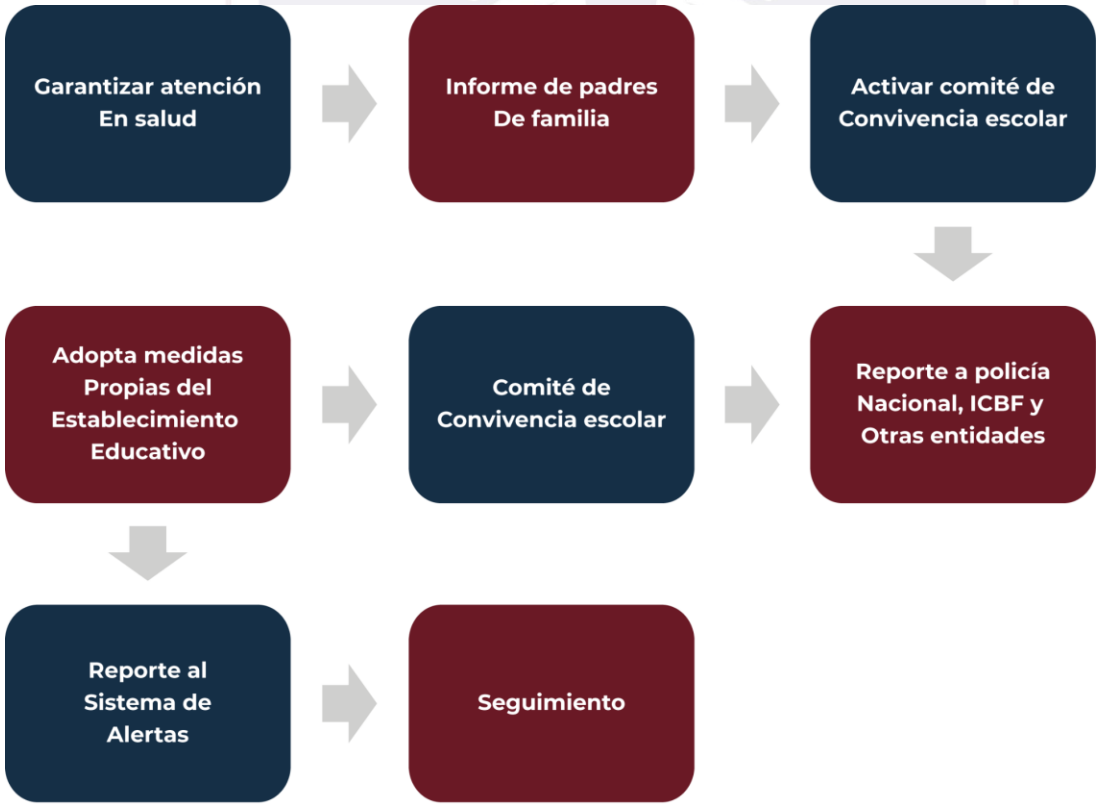 Garantizar atención
En salud
Informe de padres
De familia
Activar comité de
Convivencia escolar
Adopta medidas
Propias del
Establecimiento
Educativo
Comité de
Convivencia escolar
Reporte a policía
Nacional, ICBF y
Otras entidades
Reporte al
Sistema de
Alertas
Seguimiento